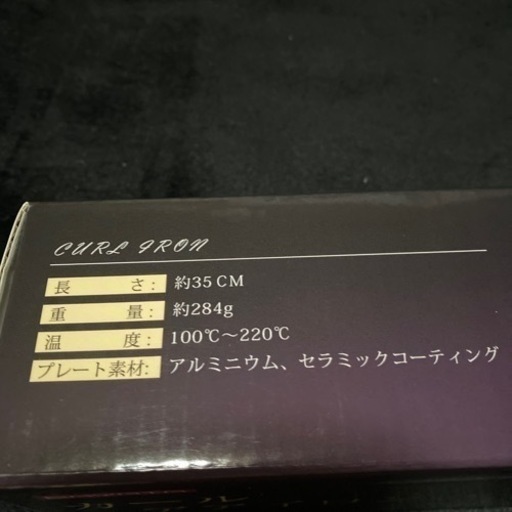 CURL IRON
長さ: 約35CM
重量: 約284g
温度: 100℃～220℃
プレート素材: アルミニウム、セラミックコーティング